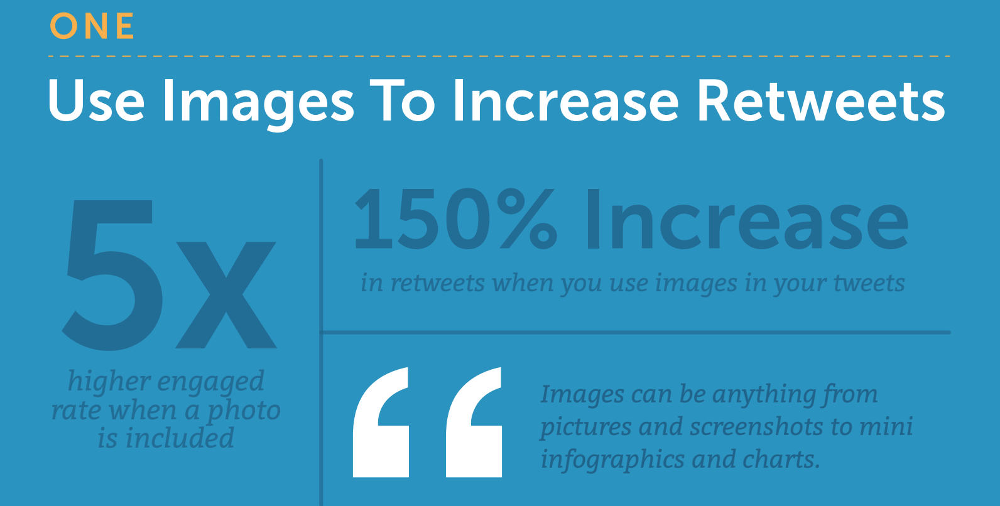 ONE
Use Images To Increase Retweets
5x
higher engaged
rate when a photo
is included
150% Increase
in retweets when you use images in your tweets
“
Images can be anything from
pictures and screenshots to mini
infographics and charts.